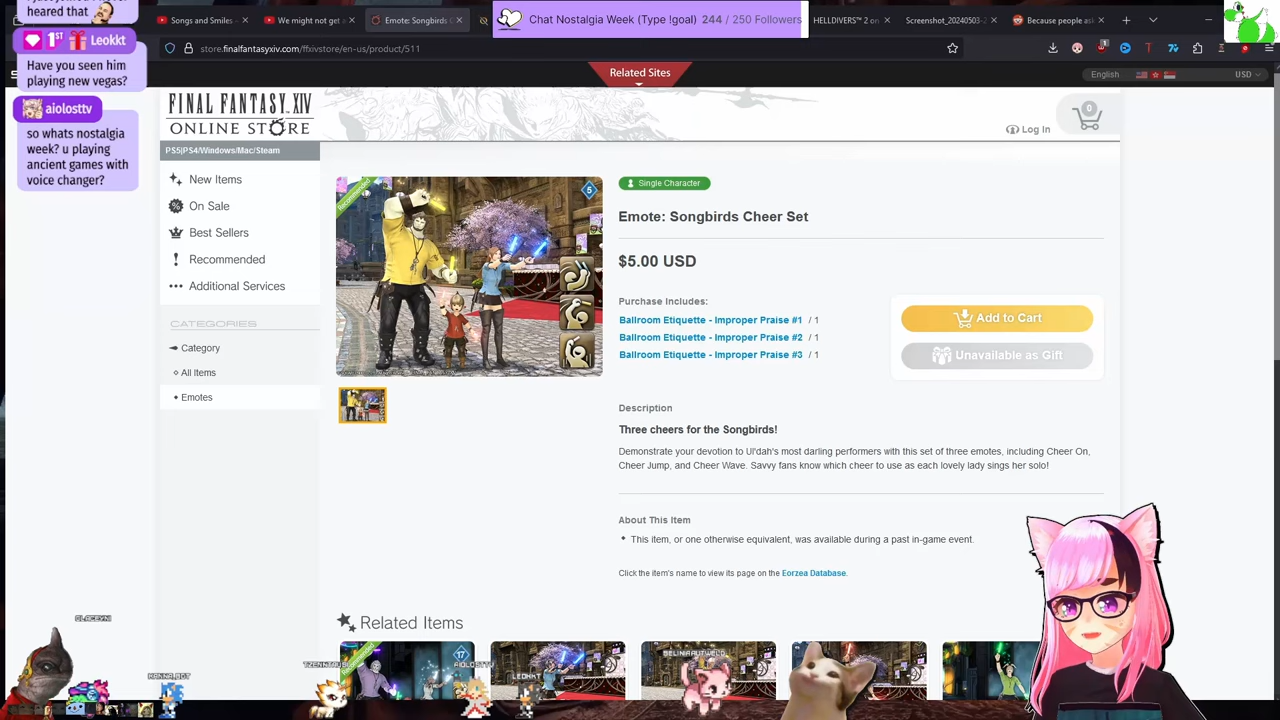 heared that
1ST Leokkt
Have you seen him
playing new vegas?
aiolosttv
so whats nostalgia
week? u playing
ancient games with
voice changer?
Songs and Smiles -
We might not get a
Emote: Songbirds C
Chat Nostalgia Week (Type !goal) 244 / 250 Followers
HELLDIVERS™ 2 on
Screenshot_20240503-2
Because people ask
store.finalfantasyxiv.com/ffxivstore/en-us/product/511
Related Sites
English
USD
FINAL FANTASY XIV
ONLINE STORE
0
Log In
PS5|PS4/Windows/Mac/Steam
New Items
On Sale
Best Sellers
Recommended
Additional Services
CATEGORIES
Category
All Items
Emotes
Recommended
5
Single Character
Emote: Songbirds Cheer Set
$5.00 USD
Purchase Includes:
Ballroom Etiquette - Improper Praise #1 / 1
Ballroom Etiquette - Improper Praise #2 / 1
Ballroom Etiquette - Improper Praise #3 / 1
Add to Cart
Unavailable as Gift
Description
Three cheers for the Songbirds!
Demonstrate your devotion to Ul'dah's most darling performers with this set of three emotes, including Cheer On,
Cheer Jump, and Cheer Wave. Savvy fans know which cheer to use as each lovely lady sings her solo!
About This Item
This item, or one otherwise equivalent, was available during a past in-game event.
Click the item's name to view its page on the Eorzea Database.
Related Items
17
AIOLOSTTV
LEOKKT